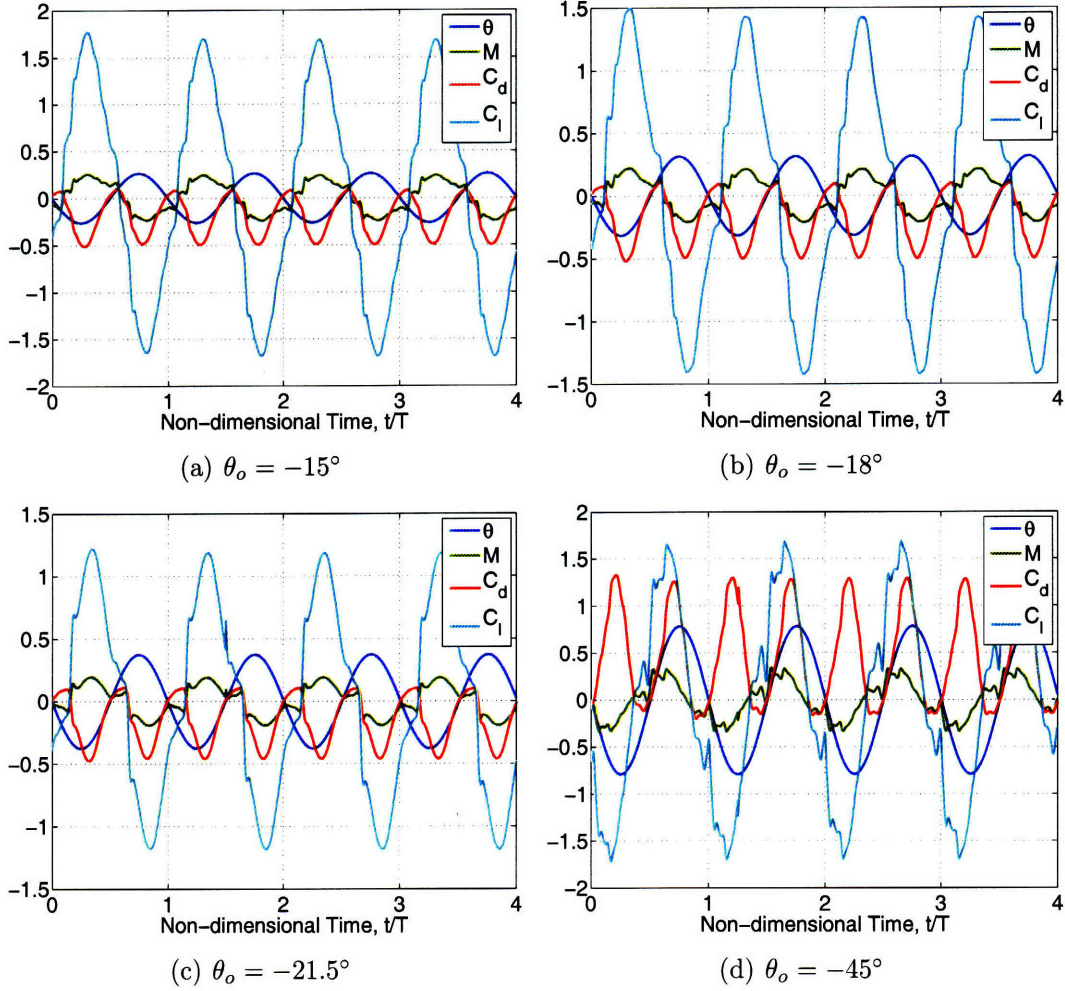 2
1.5
1
0.5
0
−0.5
−1
−1.5
−2
0 1 2 3 4
Non−dimensional Time, t/T
θ
M
C_d
C_l
(a) θ_o = −15°
1.5
1
0.5
0
−0.5
−1
−1.5
0 1 2 3 4
Non−dimensional Time, t/T
θ
M
C_d
C_l
(b) θ_o = −18°
1.5
1
0.5
0
−0.5
−1
−1.5
0 1 2 3 4
Non−dimensional Time, t/T
θ
M
C_d
C_l
(c) θ_o = −21.5°
2
1.5
1
0.5
0
−0.5
−1
−1.5
−2
0 1 2 3 4
Non−dimensional Time, t/T
θ
M
C_d
C_l
(d) θ_o = −45°